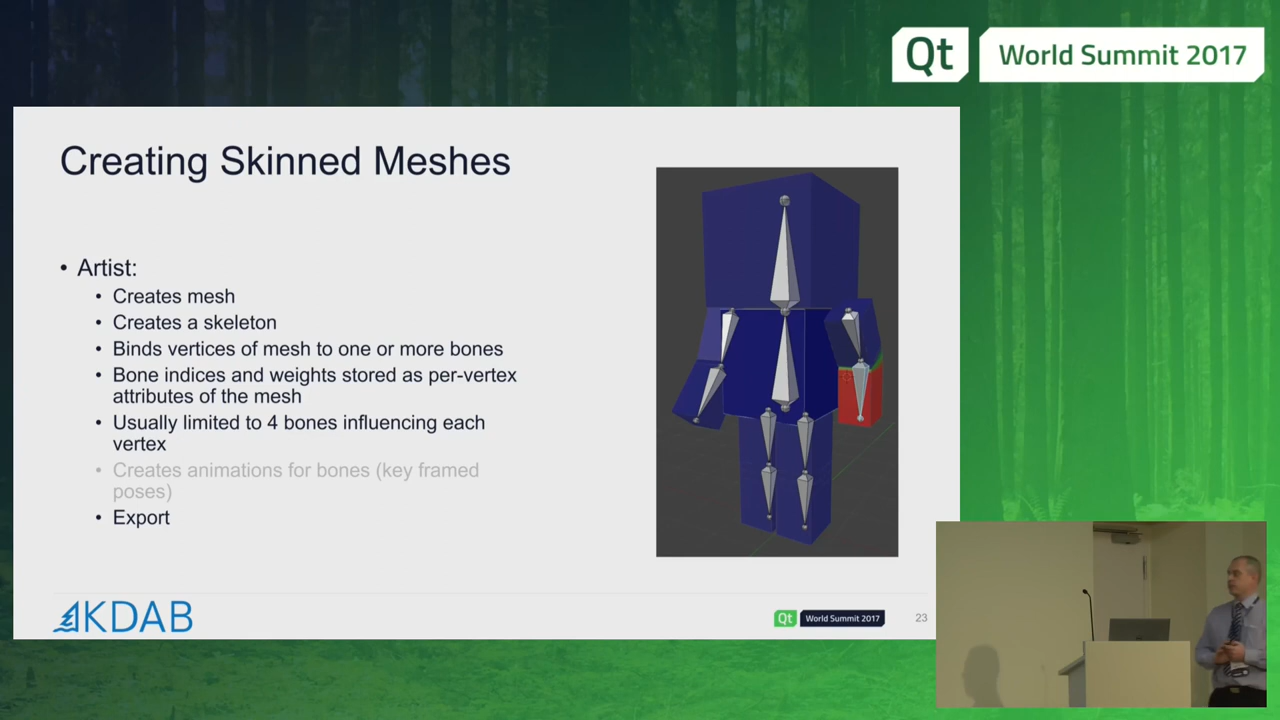 Qt World Summit 2017
Creating Skinned Meshes
• Artist:
• Creates mesh
• Creates a skeleton
• Binds vertices of mesh to one or more bones
• Bone indices and weights stored as per-vertex
attributes of the mesh
• Usually limited to 4 bones influencing each
vertex
• Creates animations for bones (key framed
poses)
• Export
KDAB
Qt World Summit 2017
23